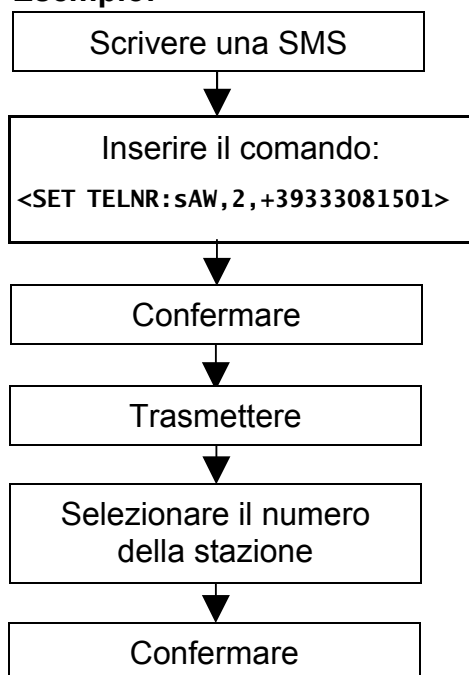 Esempio:
Scrivere una SMS
Inserire il comando:
<SET TELNR:sAW,2,+39333081501>
Confermare
Trasmettere
Selezionare il numero
della stazione
Confermare